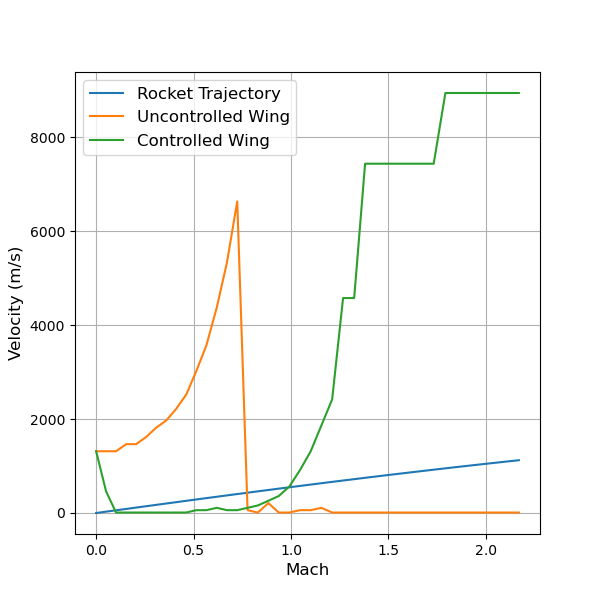 Rocket Trajectory
Uncontrolled Wing
Controlled Wing
8000
6000
4000
2000
0
Velocity (m/s)
0.0 0.5 1.0 1.5 2.0
Mach